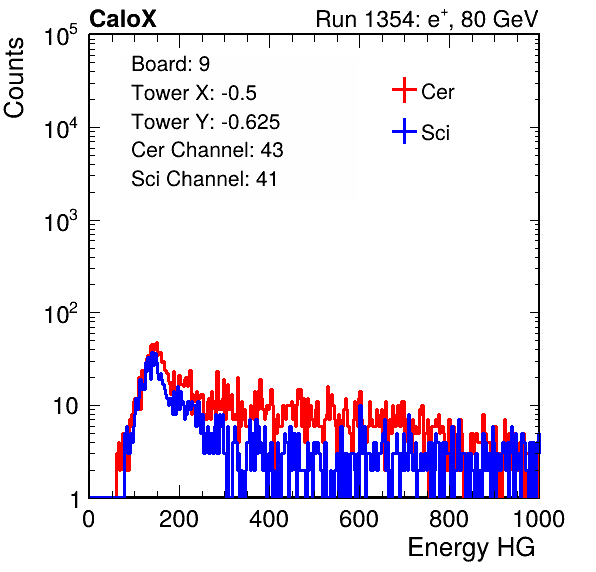 CaloX Run 1354: e⁺, 80 GeV
Counts
Board: 9
Tower X: -0.5
Tower Y: -0.625
Cer Channel: 43
Sci Channel: 41
Cer
Sci
10⁵
10⁴
10³
10²
10
1
0 200 400 600 800 1000
Energy HG